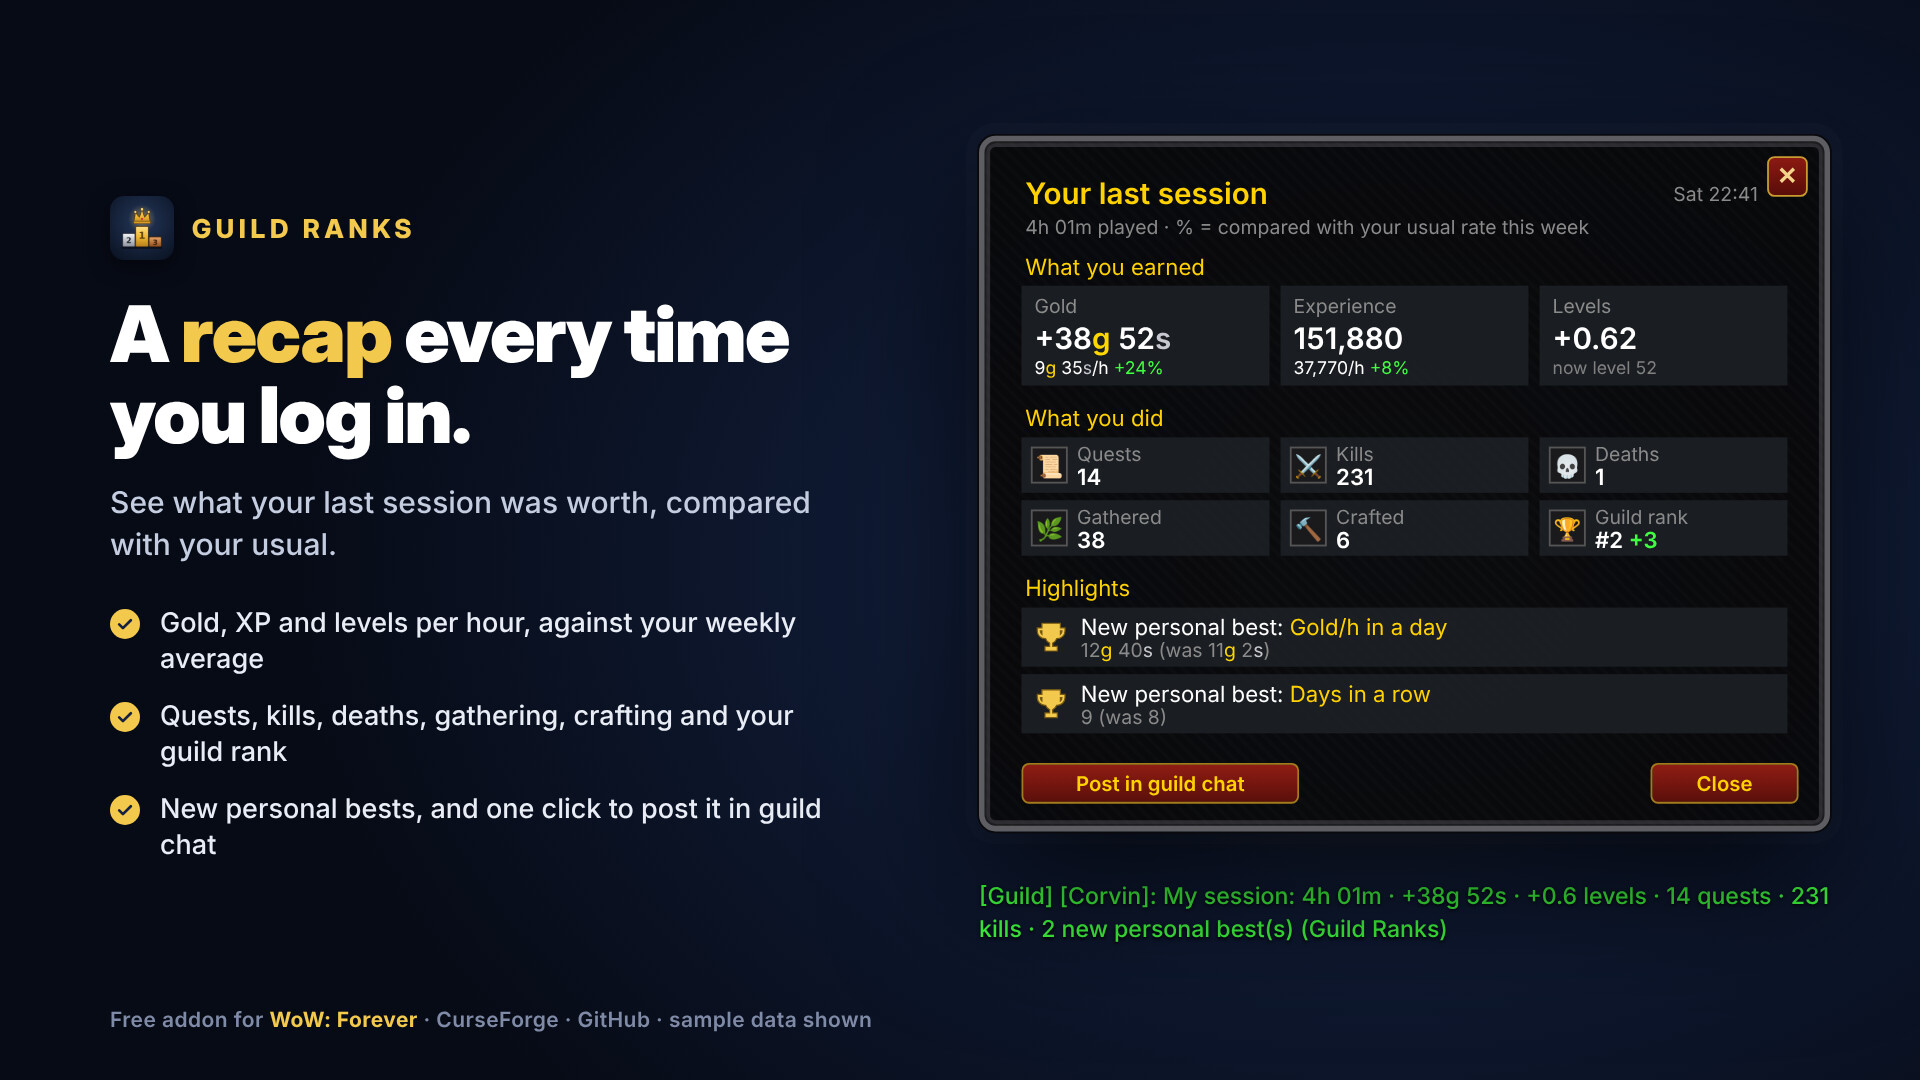 GUILD RANKS
A recap every time
you log in.
See what your last session was worth, compared
with your usual.
Gold, XP and levels per hour, against your weekly
average
Quests, kills, deaths, gathering, crafting and your
guild rank
New personal bests, and one click to post it in guild
chat
Free addon for WoW: Forever · CurseForge · GitHub · sample data shown
Your last session
Sat 22:41
4h 01m played · % = compared with your usual rate this week
What you earned
Gold
+38g 52s
9g 35s/h +24%
Experience
151,880
37,770/h +8%
Levels
+0.62
now level 52
What you did
Quests
14
Kills
231
Deaths
1
Gathered
38
Crafted
6
Guild rank
#2 +3
Highlights
New personal best: Gold/h in a day
12g 40s (was 11g 2s)
New personal best: Days in a row
9 (was 8)
Post in guild chat
Close
[Guild] [Corvin]: My session: 4h 01m · +38g 52s · +0.6 levels · 14 quests · 231
kills · 2 new personal best(s) (Guild Ranks)